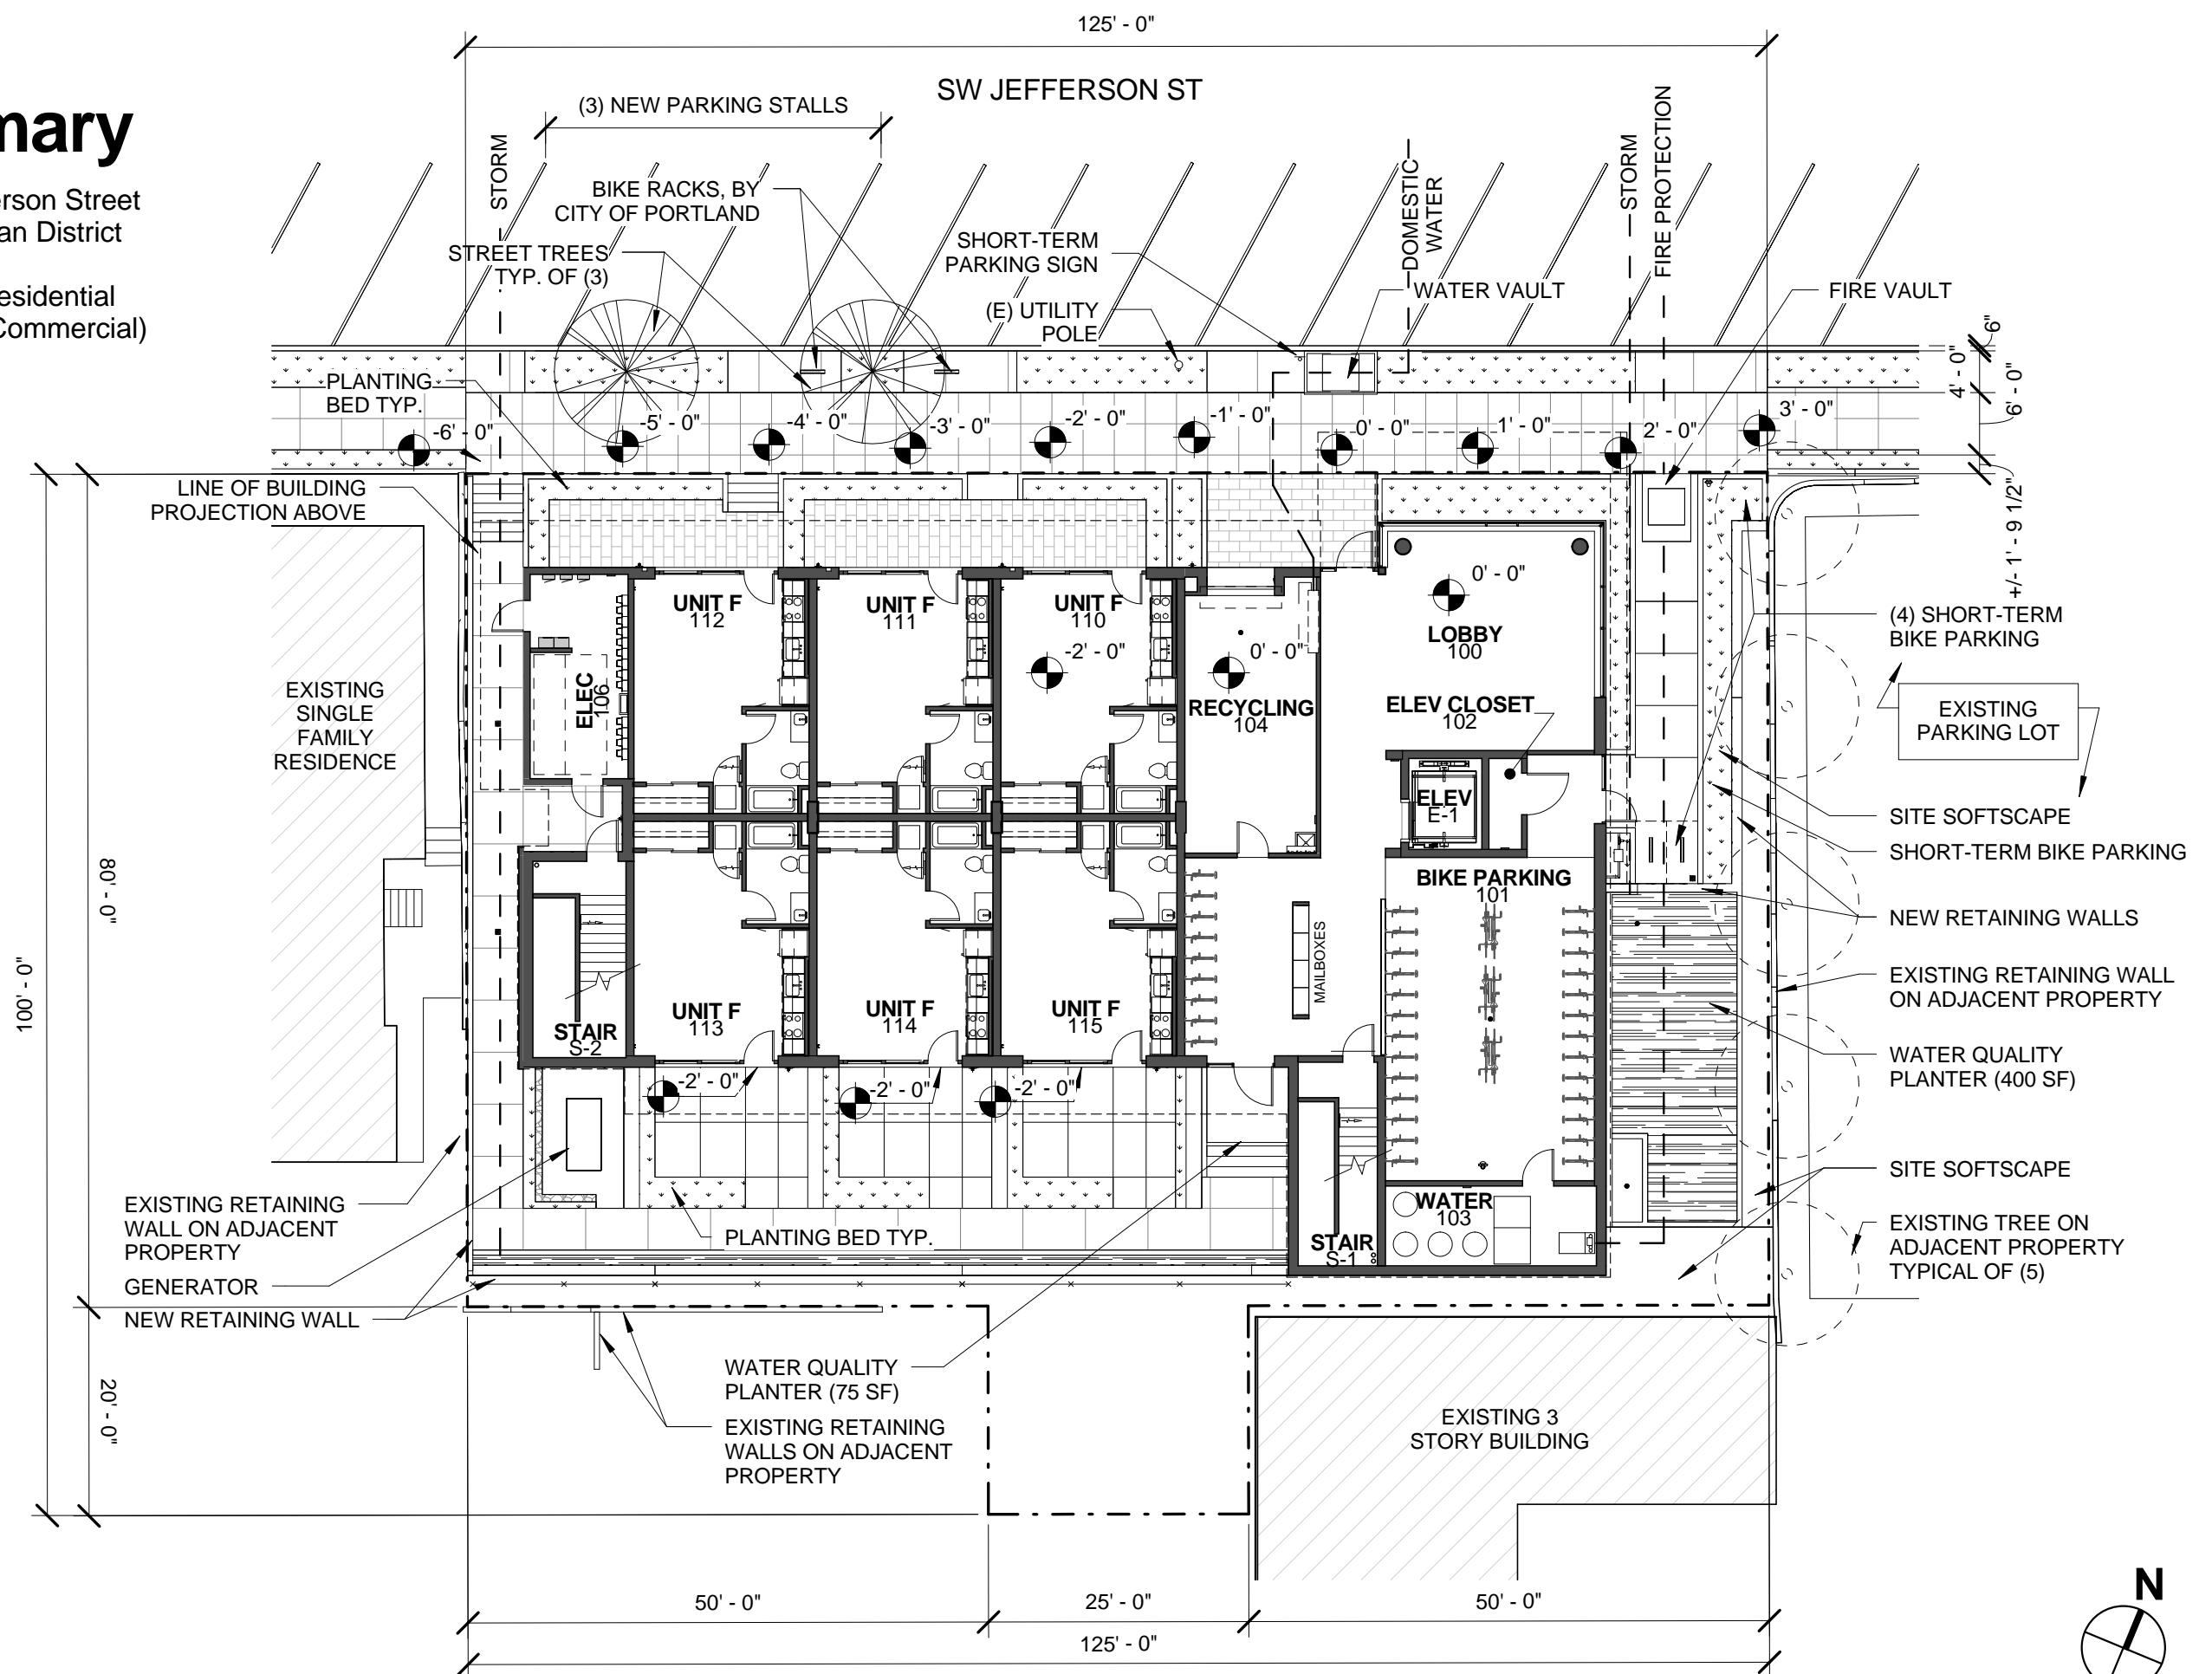 125' - 0"
SW JEFFERSON ST
(3) NEW PARKING STALLS
mary
erson Street
an District
esidential
Commercial)
STORM
BIKE RACKS, BY
CITY OF PORTLAND
STREET TREES
TYP. OF (3)
SHORT-TERM
PARKING SIGN
(E) UTILITY
POLE
DOMESTIC
WATER
WATER VAULT
STORM
FIRE PROTECTION
FIRE VAULT
6"
4' - 0"
6' - 0"
+/- 1' - 9 1/2"
PLANTING
BED TYP.
-6' - 0"
-5' - 0"
-4' - 0"
-3' - 0"
-2' - 0"
-1' - 0"
0' - 0"
1' - 0"
2' - 0"
3' - 0"
LINE OF BUILDING
PROJECTION ABOVE
UNIT F
112
UNIT F
111
UNIT F
110
-2' - 0"
0' - 0"
RECYCLING
104
0' - 0"
LOBBY
100
ELEV CLOSET
102
ELEV
E-1
ELEC
106
EXISTING
SINGLE
FAMILY
RESIDENCE
(4) SHORT-TERM
BIKE PARKING
EXISTING
PARKING LOT
SITE SOFTSCAPE
SHORT-TERM BIKE PARKING
NEW RETAINING WALLS
EXISTING RETAINING WALL
ON ADJACENT PROPERTY
WATER QUALITY
PLANTER (400 SF)
SITE SOFTSCAPE
EXISTING TREE ON
ADJACENT PROPERTY
TYPICAL OF (5)
BIKE PARKING
101
MAILBOXES
STAIR
S-2
UNIT F
113
UNIT F
114
UNIT F
115
-2' - 0"
-2' - 0"
-2' - 0"
WATER
103
STAIR
S-1
80' - 0"
100' - 0"
20' - 0"
EXISTING RETAINING
WALL ON ADJACENT
PROPERTY
GENERATOR
NEW RETAINING WALL
PLANTING BED TYP.
WATER QUALITY
PLANTER (75 SF)
EXISTING RETAINING
WALLS ON ADJACENT
PROPERTY
EXISTING 3
STORY BUILDING
50' - 0"
25' - 0"
50' - 0"
125' - 0"
N